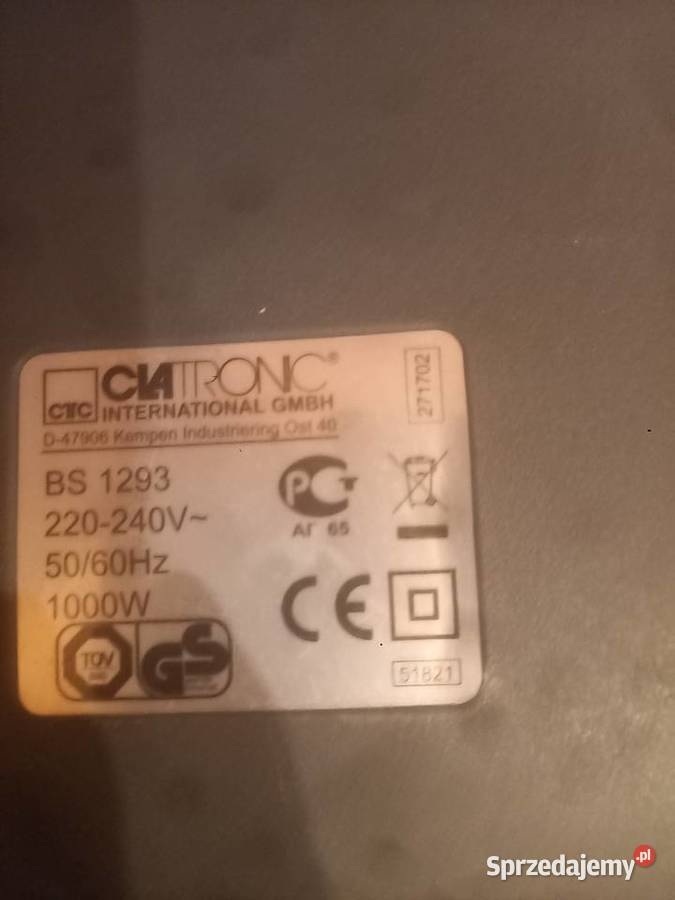 CTC
CLATRONIC®
INTERNATIONAL GMBH
D-47906 Kempen Industriering Ost 40
271702
BS 1293
220-240V~
50/60Hz
1000W
РСТ
АГ 65
CE
TÜV
GS
51821
Sprzedajemy.pl